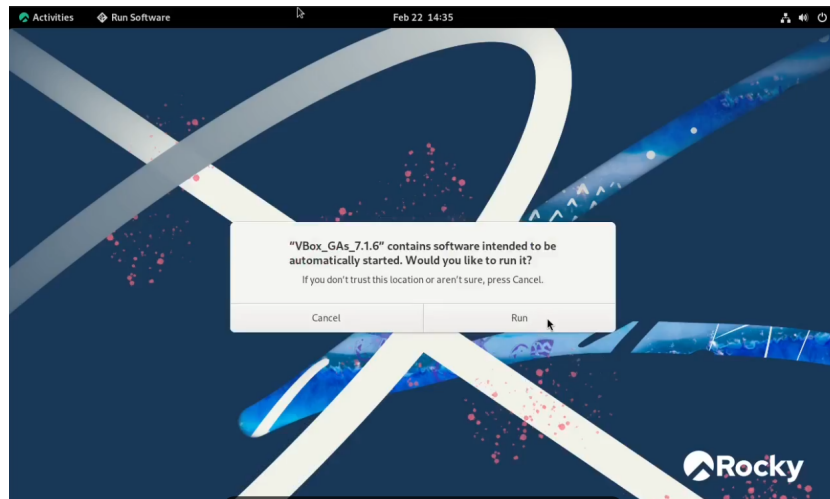 Activities Run Software Feb 22 14:35
“VBox_GAs_7.1.6” contains software intended to be
automatically started. Would you like to run it?
If you don’t trust this location or aren’t sure, press Cancel.
Cancel Run
Rocky